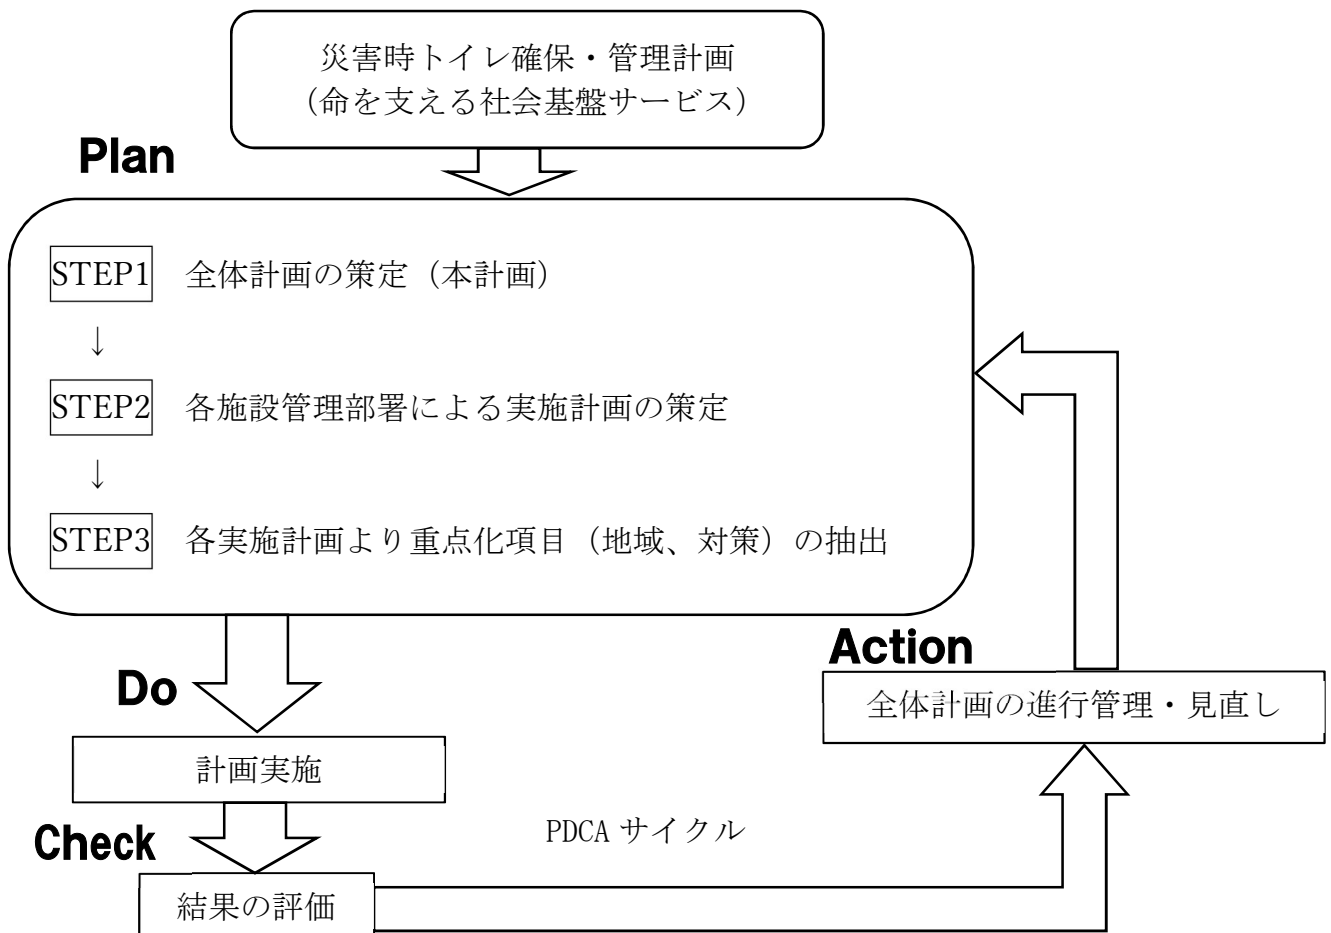 災害時トイレ確保・管理計画
（命を支える社会基盤サービス）
Plan
STEP1 全体計画の策定（本計画）
↓
STEP2 各施設管理部署による実施計画の策定
↓
STEP3 各実施計画より重点化項目（地域、対策）の抽出
Action
全体計画の進行管理・見直し
Do
計画実施
Check
PDCA サイクル
結果の評価